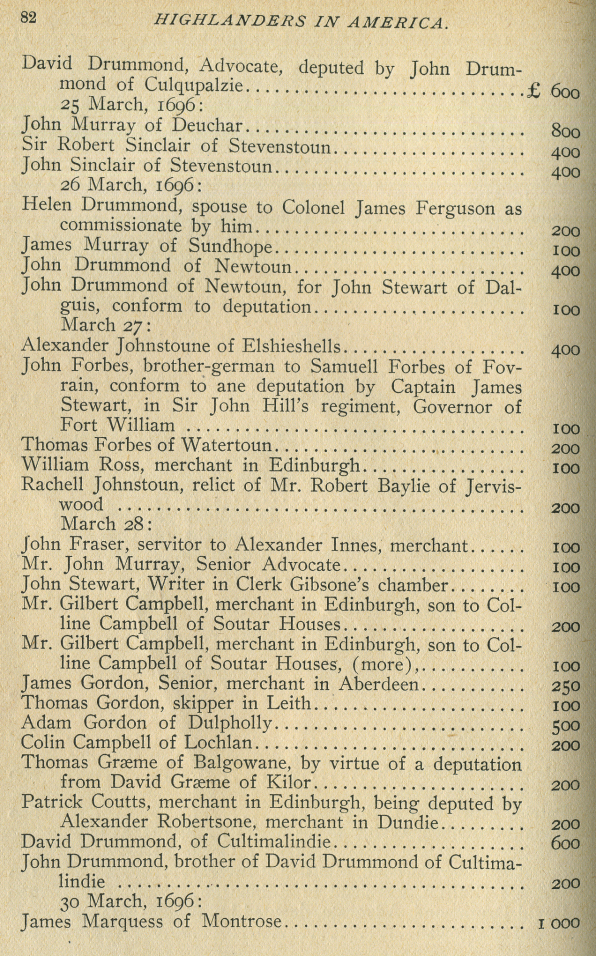 82 HIGHLANDERS IN AMERICA.
David Drummond, Advocate, deputed by John Drum-
mond of Culqupalzie............................£ 600
25 March, 1696:
John Murray of Deuchar............................ 800
Sir Robert Sinclair of Stevenstoun.................... 400
John Sinclair of Stevenstoun.......................... 400
26 March, 1696:
Helen Drummond, spouse to Colonel James Ferguson as
commissionate by him............................ 200
James Murray of Sundhope.......................... 100
John Drummond of Newtoun........................ 400
John Drummond of Newtoun, for John Stewart of Dal-
guis, conform to deputation...................... 100
March 27:
Alexander Johnstoune of Elshieshells................... 400
John Forbes, brother-german to Samuell Forbes of Fov-
rain, conform to ane deputation by Captain James
Stewart, in Sir John Hill's regiment, Governor of
Fort William ................................... 100
Thomas Forbes of Watertoun.......................... 200
William Ross, merchant in Edinburgh................. 100
Rachell Johnstoun, relict of Mr. Robert Baylie of Jervis-
wood .......................................... 200
March 28:
John Fraser, servitor to Alexander Innes, merchant...... 100
Mr. John Murray, Senior Advocate................... 100
John Stewart, Writer in Clerk Gibsone's chamber........ 100
Mr. Gilbert Campbell, merchant in Edinburgh, son to Col-
line Campbell of Soutar Houses................... 200
Mr. Gilbert Campbell, merchant in Edinburgh, son to Col-
line Campbell of Soutar Houses, (more),........... 100
James Gordon, Senior, merchant in Aberdeen........... 250
Thomas Gordon, skipper in Leith...................... 100
Adam Gordon of Dulpholly.......................... 500
Colin Campbell of Lochlan............................ 200
Thomas Græme of Balgowane, by virtue of a deputation
from David Græme of Kilor...................... 200
Patrick Coutts, merchant in Edinburgh, being deputed by
Alexander Robertsone, merchant in Dundie......... 200
David Drummond, of Cultimalindie.................... 600
John Drummond, brother of David Drummond of Cultima-
lindie .......................................... 200
30 March, 1696:
James Marquess of Montrose......................... 1 000